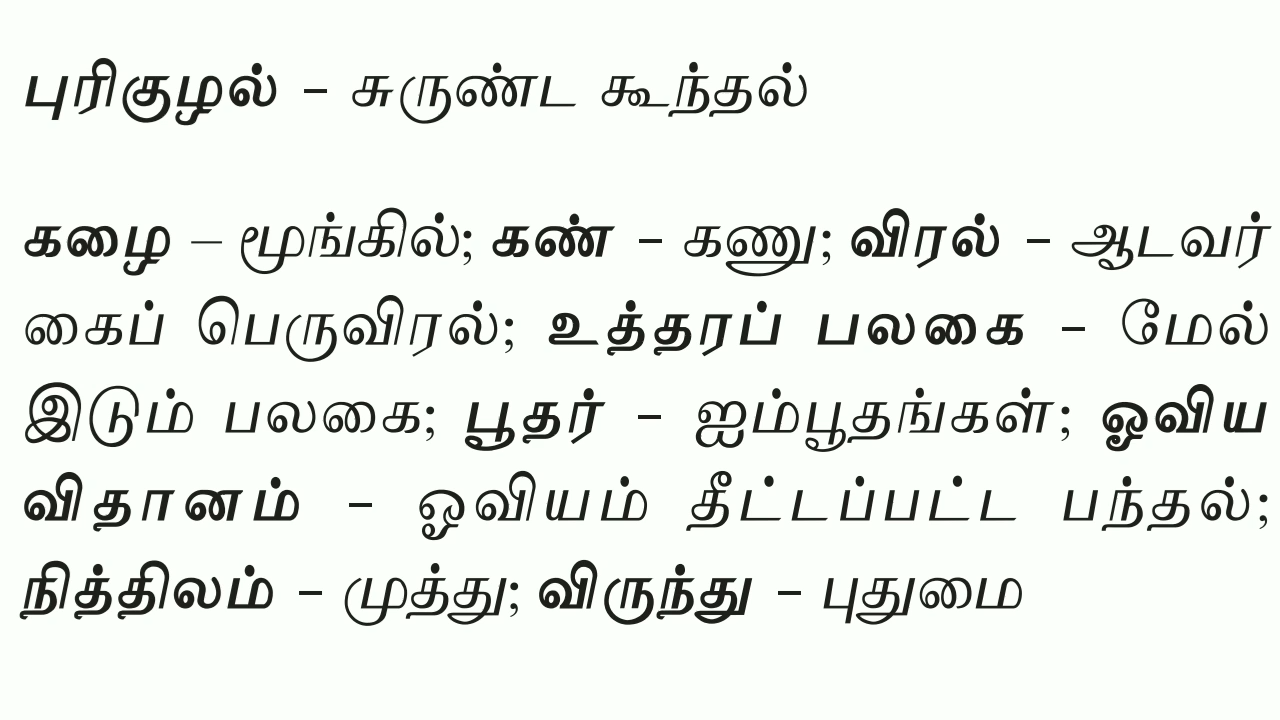 புரிகுழல் – சுருண்ட கூந்தல்
கழை – மூங்கில்; கண் – கணு; விரல் – ஆடவர்
கைப் பெருவிரல்; உத்தரப் பலகை – மேல்
இடும் பலகை; பூதர் – ஐம்பூதங்கள்; ஓவிய
விதானம் – ஓவியம் தீட்டப்பட்ட பந்தல்;
நித்திலம் – முத்து; விருந்து – புதுமை